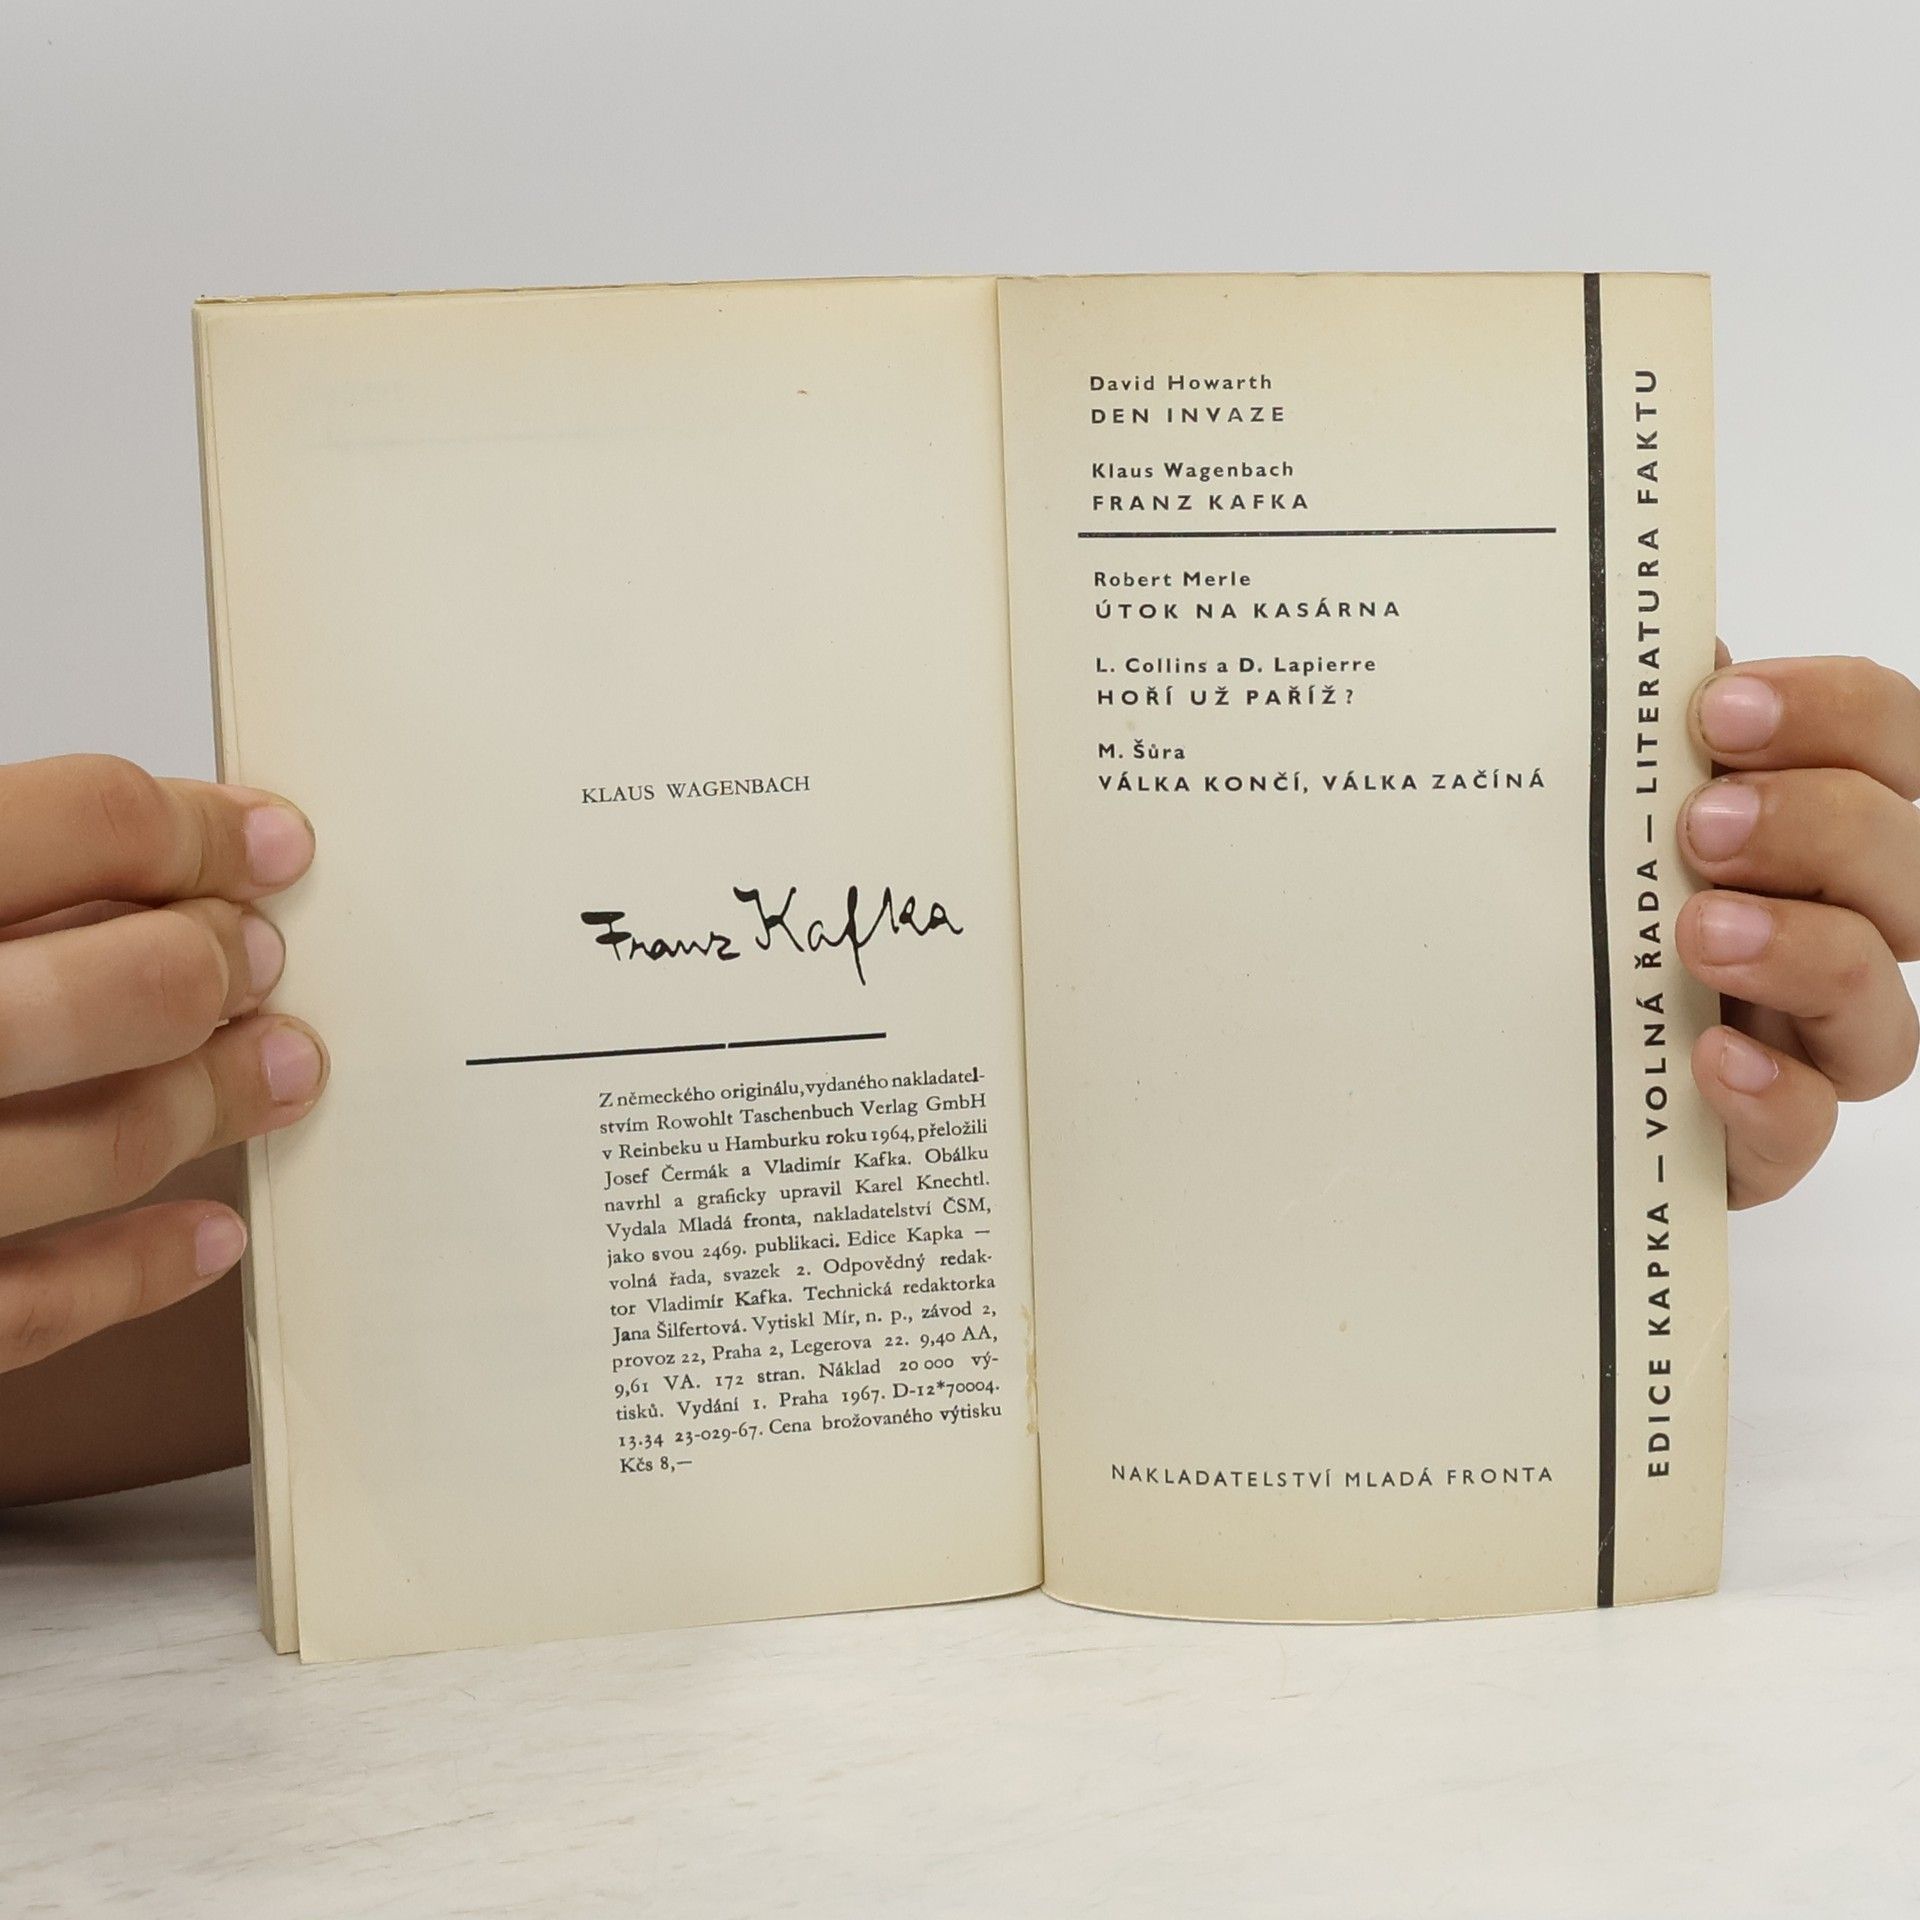 KLAUS WAGENBACH
Franz Kafka
Z německého originálu, vydaného nakladatel-
stvím Rowohlt Taschenbuch Verlag GmbH
v Reinbeku u Hamburku roku 1964, přeložili
Josef Čermák a Vladimír Kafka. Obálku
navrhl a graficky upravil Karel Knechtl.
Vydala Mladá fronta, nakladatelství ČSM,
jako svou 2469. publikaci. Edice Kapka —
volná řada, svazek 2. Odpovědný redak-
tor Vladimír Kafka. Technická redaktorka
Jana Šilfertová. Vytiskl Mír, n. p., závod 2,
provoz 22, Praha 2, Legerova 22. 9,40 AA,
9,61 VA. 172 stran. Náklad 20 000 vý-
tisků. Vydání 1. Praha 1967. D-12*70004.
13.34 23-029-67. Cena brožovaného výtisku
Kčs 8,—
David Howarth
DEN INVAZE
Klaus Wagenbach
FRANZ KAFKA
Robert Merle
ÚTOK NA KASÁRNA
L. Collins a D. Lapierre
HOŘÍ UŽ PAŘÍŽ?
M. Šůra
VÁLKA KONČÍ, VÁLKA ZAČÍNÁ
NAKLADATELSTVÍ MLADÁ FRONTA
EDICE KAPKA — VOLNÁ ŘADA — LITERATURA FAKTU